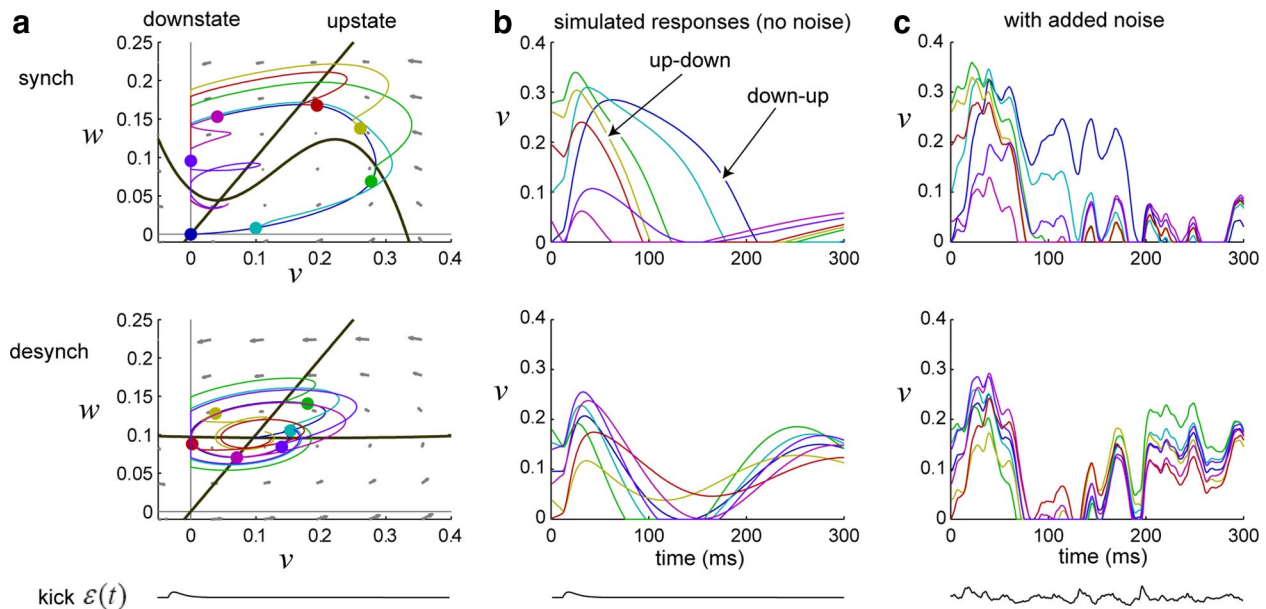 a
downstate
upstate
synch
0.25
0.2
0.15
w
0.1
0.05
0
0
0.1
0.2
0.3
0.4
v
b
simulated responses (no noise)
up-down
down-up
0.4
0.3
v
0.2
0.1
0
0
100
200
300
c
with added noise
0.4
0.3
v
0.2
0.1
0
0
100
200
300
desynch
0.25
0.2
0.15
w
0.1
0.05
0
0
0.1
0.2
0.3
0.4
v
0.4
0.3
v
0.2
0.1
0
0
100
200
300
time (ms)
0.4
0.3
v
0.2
0.1
0
0
100
200
300
time (ms)
kick ε(t)